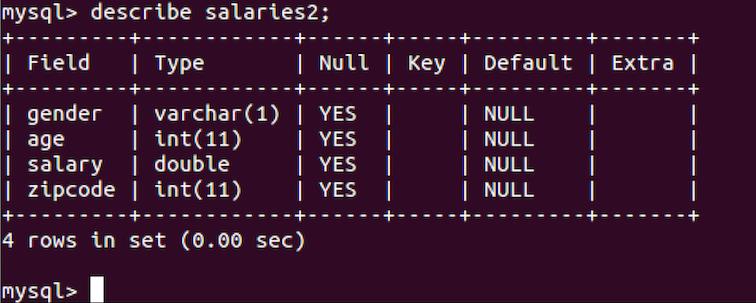 mysql> describe salaries2;
+---------+------------+------+-----+---------+-------+
| Field   | Type       | Null | Key | Default | Extra |
+---------+------------+------+-----+---------+-------+
| gender  | varchar(1) | YES  |     | NULL    |       |
| age     | int(11)    | YES  |     | NULL    |       |
| salary  | double     | YES  |     | NULL    |       |
| zipcode | int(11)    | YES  |     | NULL    |       |
+---------+------------+------+-----+---------+-------+
4 rows in set (0.00 sec)
mysql>